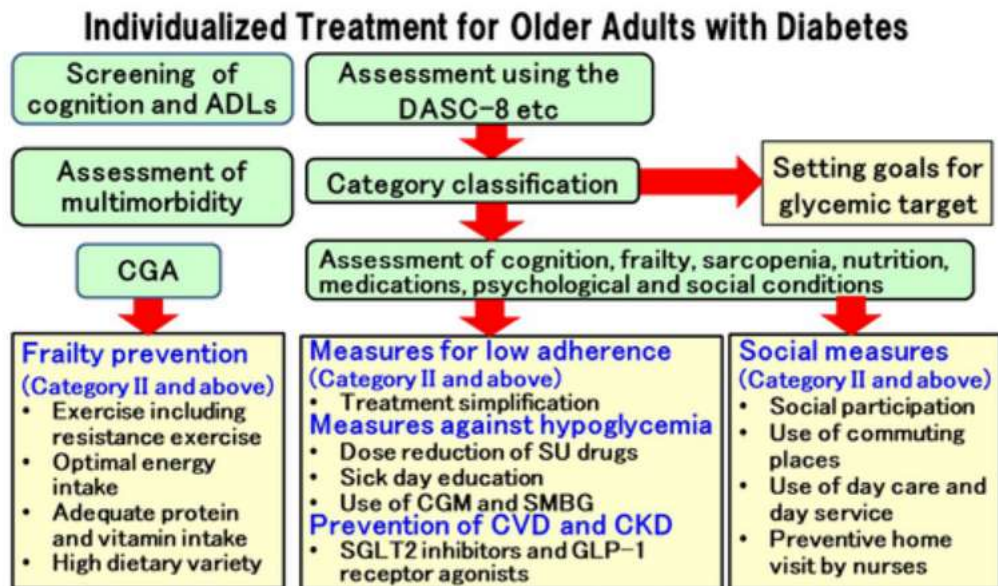 Individualized Treatment for Older Adults with Diabetes
Screening of
cognition and ADLs
Assessment using the
DASC-8 etc
Assessment of
multimorbidity
Category classification
Setting goals for
glycemic target
CGA
Assessment of cognition, frailty, sarcopenia, nutrition,
medications, psychological and social conditions
Frailty prevention
(Category II and above)
• Exercise including
resistance exercise
• Optimal energy
intake
• Adequate protein
and vitamin intake
• High dietary variety
Measures for low adherence
(Category II and above)
• Treatment simplification
Measures against hypoglycemia
• Dose reduction of SU drugs
• Sick day education
• Use of CGM and SMBG
Prevention of CVD and CKD
• SGLT2 inhibitors and GLP-1
receptor agonists
Social measures
(Category II and above)
• Social participation
• Use of commuting
places
• Use of day care and
day service
• Preventive home
visit by nurses